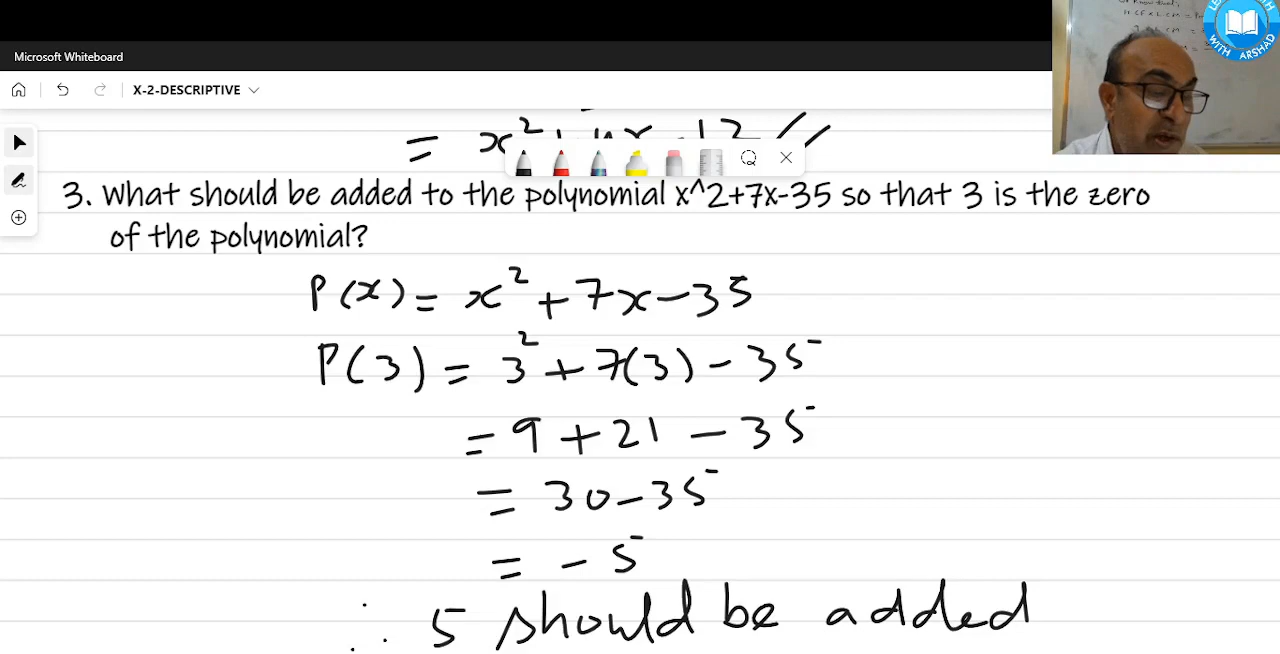 Microsoft Whiteboard
X-2-DESCRIPTIVE
WITH ARSHAD
3. What should be added to the polynomial x^2+7x-35 so that 3 is the zero
of the polynomial?
P(x) = x² + 7x - 35
P(3) = 3² + 7(3) - 35
= 9 + 21 - 35
= 30 - 35
= - 5
∴ 5 should be added